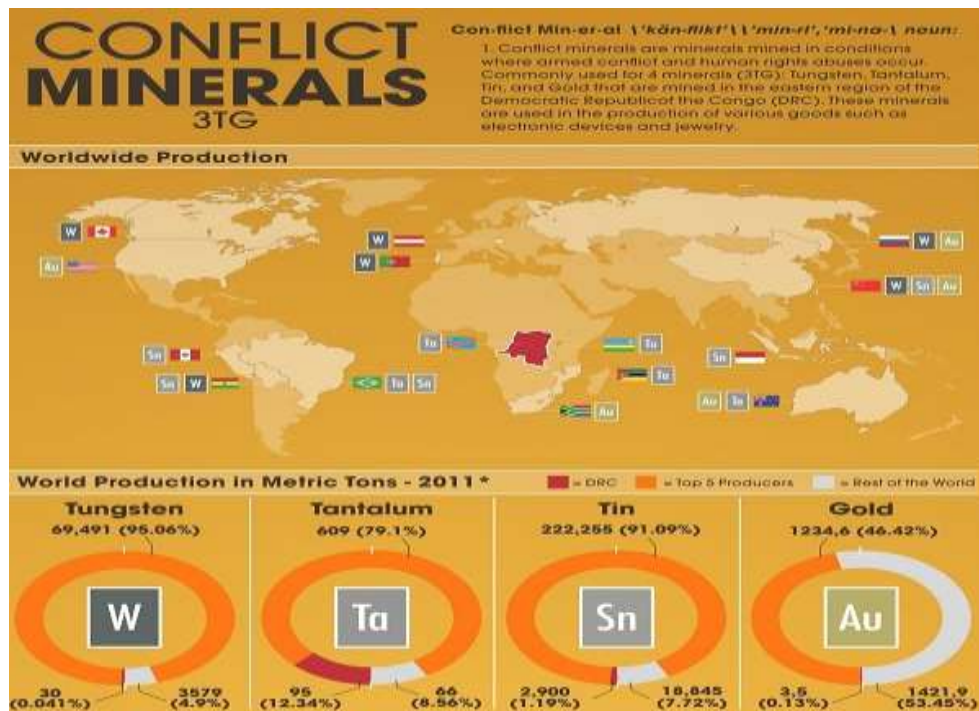 CONFLICT
MINERALS
3TG
Con·flict Min·er·al \'kän-flikt'\\'min-rl','mi-nə-\ noun:
1. Conflict minerals are minerals mined in conditions
where armed conflict and human rights abuses occur.
Commonly used for 4 minerals (3TG): Tungsten, Tantalum,
Tin, and Gold that are mined in the eastern region of the
Democratic Republicof the Congo (DRC). These minerals
are used in the production of various goods such as
electronic devices and jewelry.
Worldwide Production
W
W
W Au
Au
W
W Sn Au
Sn
Ta
Ta
Sn
Sn W
Ta Sn
Ta
Au
Au Ta
World Production in Metric Tons - 2011*
= DRC
= Top 5 Producers
= Rest of the World
Tungsten
69,491 (95.06%)
W
30
(0.041%)
3579
(4.9%)
Tantalum
609 (79.1%)
Ta
95
(12.34%)
66
(8.56%)
Tin
222,255 (91.09%)
Sn
2,900
(1.19%)
18,845
(7.72%)
Gold
1234,6 (46.42%)
Au
3,5
(0.13%)
1421,9
(53.45%)